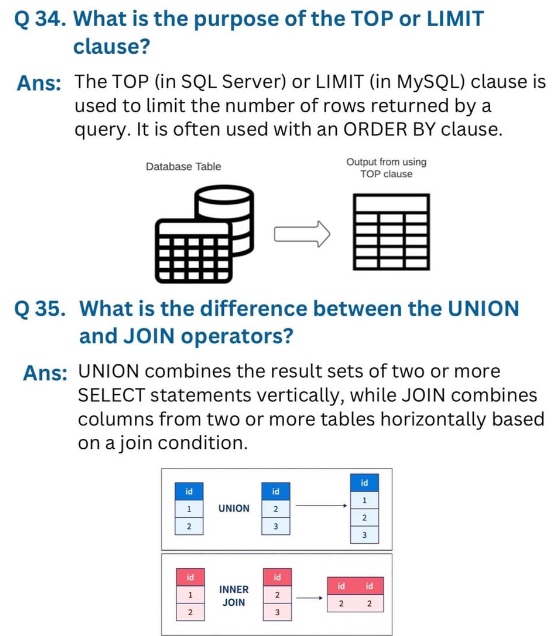 Q 34. What is the purpose of the TOP or LIMIT
clause?
Ans: The TOP (in SQL Server) or LIMIT (in MySQL) clause is
used to limit the number of rows returned by a
query. It is often used with an ORDER BY clause.
Database Table
Output from using
TOP clause
Q 35. What is the difference between the UNION
and JOIN operators?
Ans: UNION combines the result sets of two or more
SELECT statements vertically, while JOIN combines
columns from two or more tables horizontally based
on a join condition.
id
1
2
UNION
id
2
3
id
1
2
3
id
1
2
INNER
JOIN
id
2
3
id id
2 2